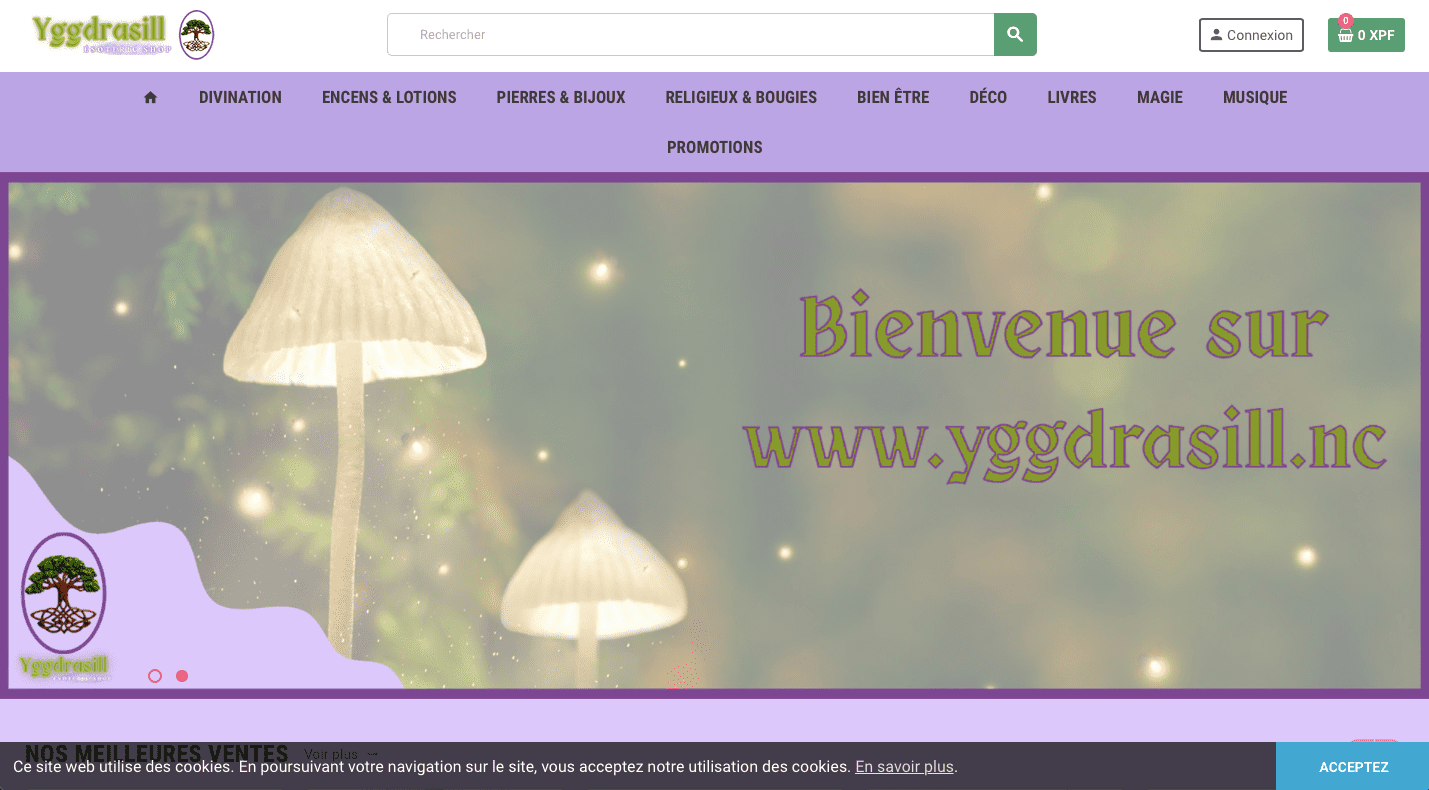 Yggdrasill
ESOTERIC SHOP
Rechercher
Connexion
0
0 XPF
DIVINATION
ENCENS & LOTIONS
PIERRES & BIJOUX
RELIGIEUX & BOUGIES
BIEN ÊTRE
DÉCO
LIVRES
MAGIE
MUSIQUE
PROMOTIONS
Bienvenue sur
www.yggdrasill.nc
Yggdrasill
NOS MEILLEURES VENTES
Voir plus
Ce site web utilise des cookies. En poursuivant votre navigation sur le site, vous acceptez notre utilisation des cookies. En savoir plus.
ACCEPTEZ